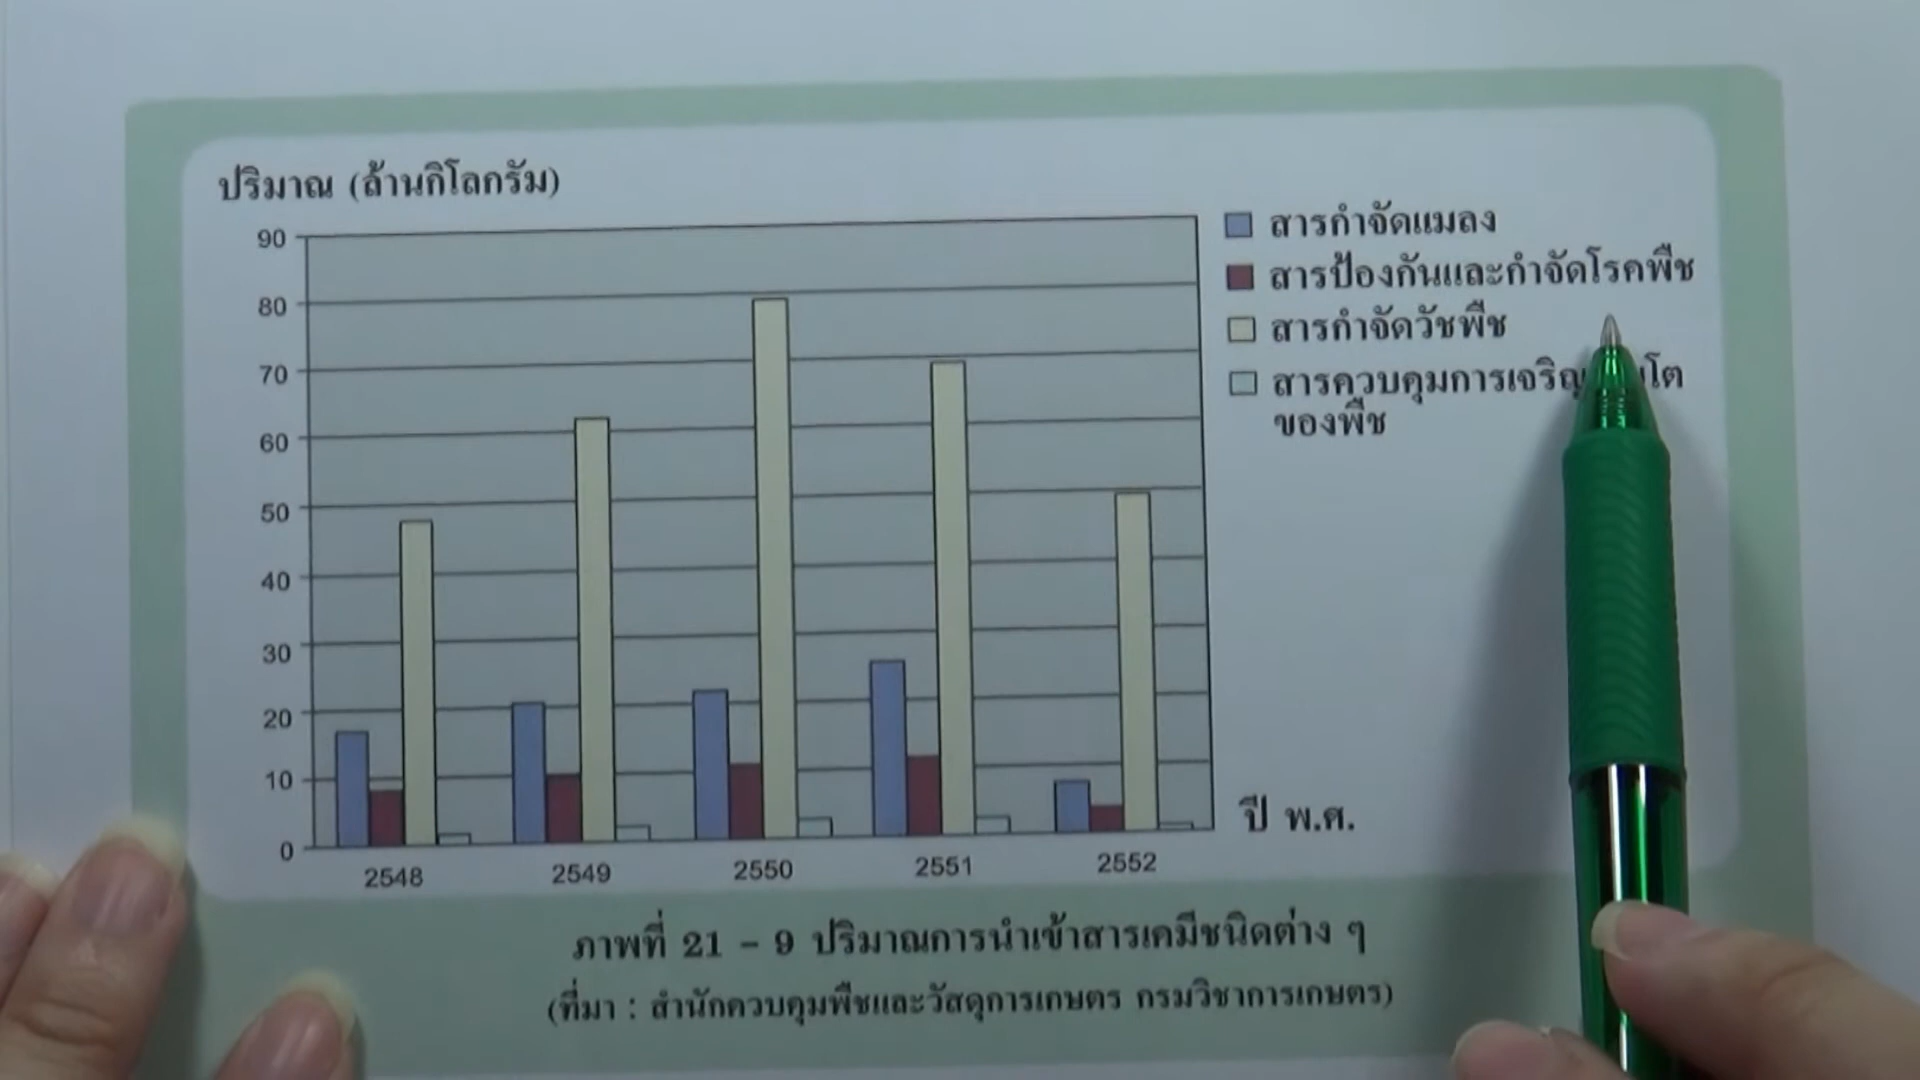 ปริมาณ (ล้านกิโลกรัม)
90
80
70
60
50
40
30
20
10
0
2548 2549 2550 2551 2552
ปี พ.ศ.
สารกำจัดแมลง
สารป้องกันและกำจัดโรคพืช
สารกำจัดวัชพืช
สารควบคุมการเจริญ
ของพืช
ภาพที่ 21 - 9 ปริมาณการนำเข้าสารเคมีชนิดต่าง ๆ
(ที่มา : สำนักควบคุมพืชและวัสดุการเกษตร กรมวิชาการเกษตร)